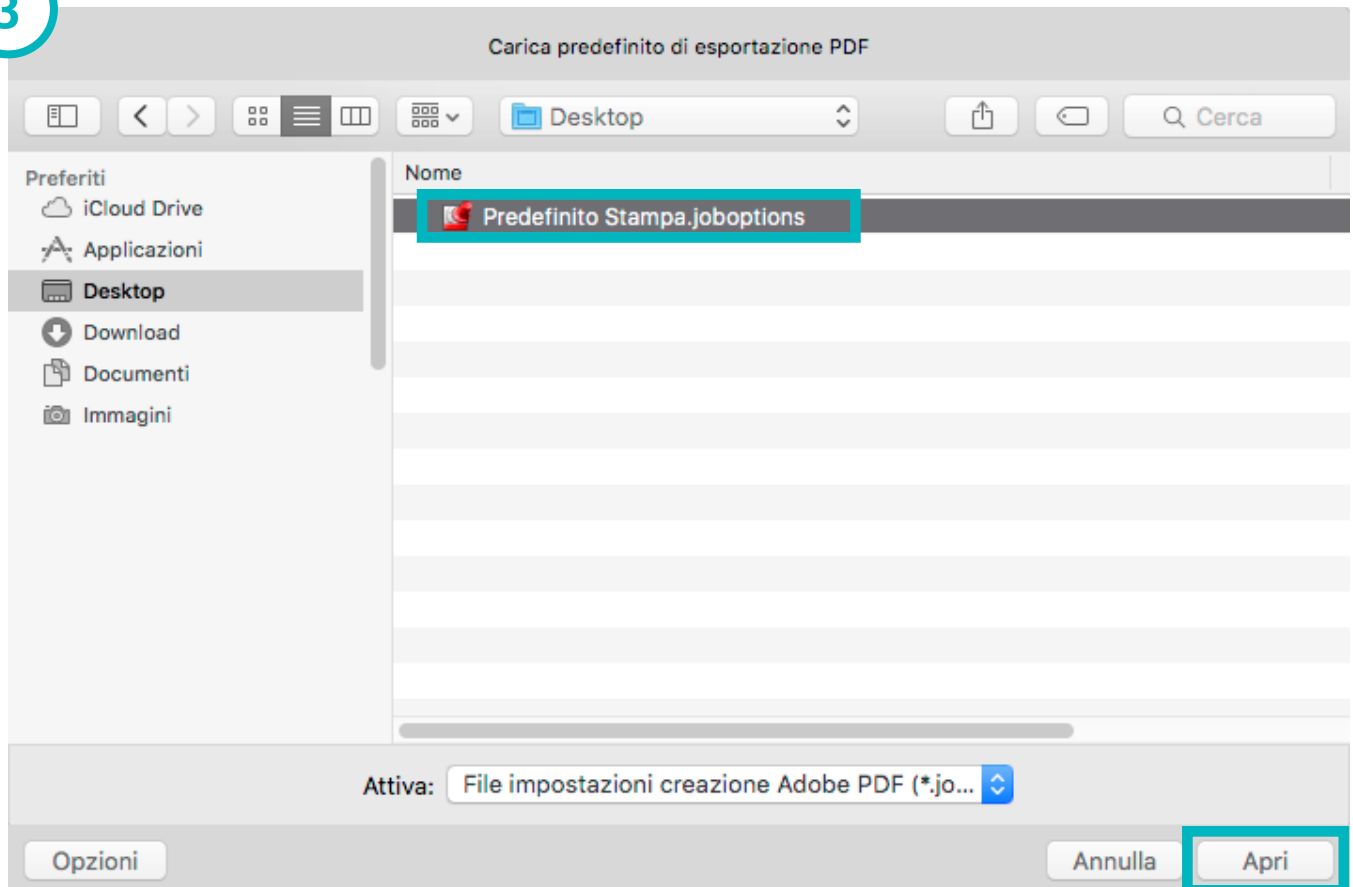 3
Carica predefinito di esportazione PDF
Desktop
Cerca
Preferiti
Nome
iCloud Drive
Predefinito Stampa.joboptions
Applicazioni
Desktop
Download
Documenti
Immagini
Attiva: File impostazioni creazione Adobe PDF (*.jo...
Opzioni Annulla Apri